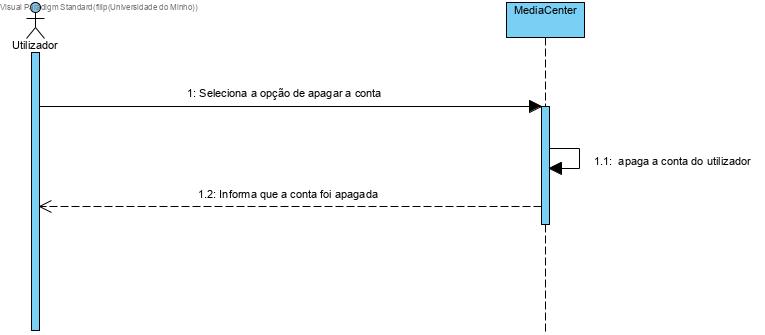 Visual Paradigm Standard(filip(Universidade do Minho))
MediaCenter
Utilizador
1: Seleciona a opção de apagar a conta
1.1: apaga a conta do utilizador
1.2: Informa que a conta foi apagada